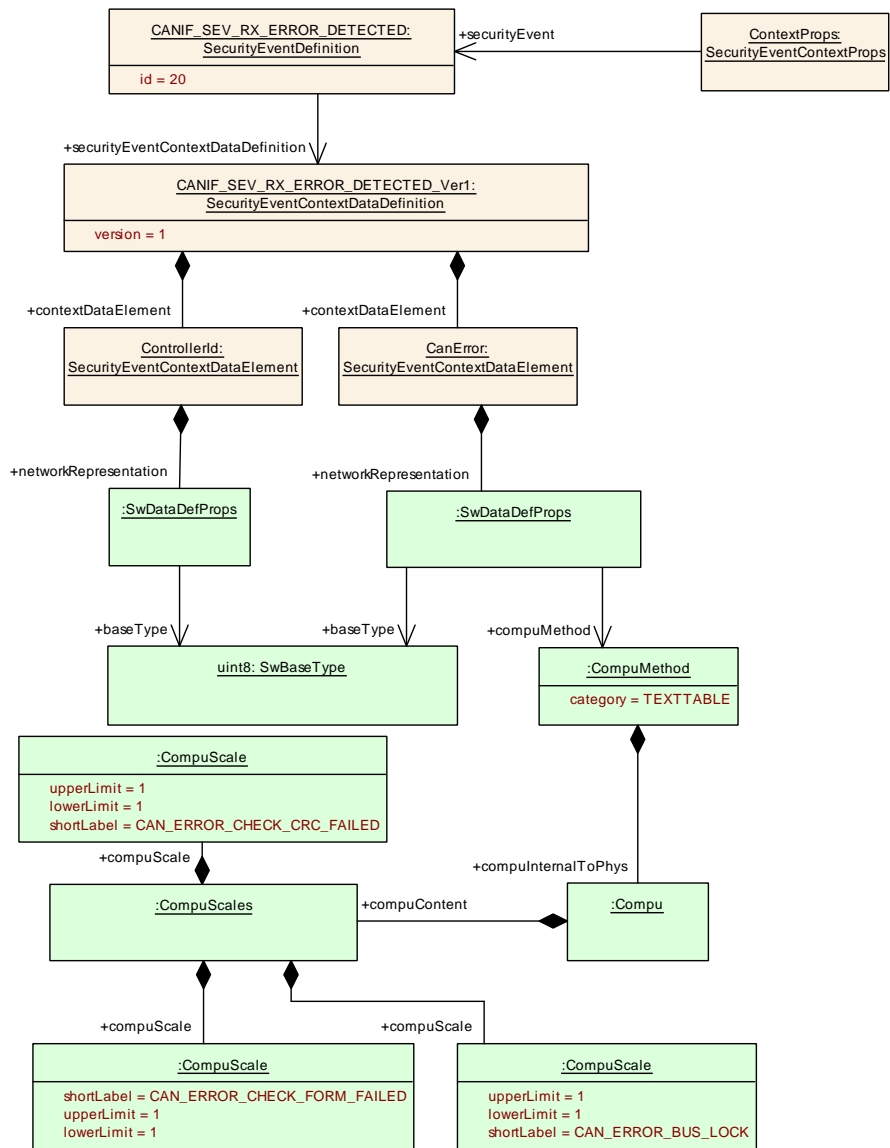 CANIF_SEV_RX_ERROR_DETECTED:
SecurityEventDefinition
id = 20
+securityEvent
ContextProps:
SecurityEventContextProps
+securityEventContextDataDefinition
CANIF_SEV_RX_ERROR_DETECTED_Ver1:
SecurityEventContextDataDefinition
version = 1
+contextDataElement
+contextDataElement
ControllerId:
SecurityEventContextDataElement
CanError:
SecurityEventContextDataElement
+networkRepresentation
+networkRepresentation
:SwDataDefProps
:SwDataDefProps
+baseType
+baseType
+compuMethod
uint8: SwBaseType
:CompuMethod
category = TEXTTABLE
:CompuScale
upperLimit = 1
lowerLimit = 1
shortLabel = CAN_ERROR_CHECK_CRC_FAILED
+compuScale
+compuInternalToPhys
:CompuScales
+compuContent
:Compu
+compuScale
+compuScale
:CompuScale
shortLabel = CAN_ERROR_CHECK_FORM_FAILED
upperLimit = 1
lowerLimit = 1
:CompuScale
upperLimit = 1
lowerLimit = 1
shortLabel = CAN_ERROR_BUS_LOCK